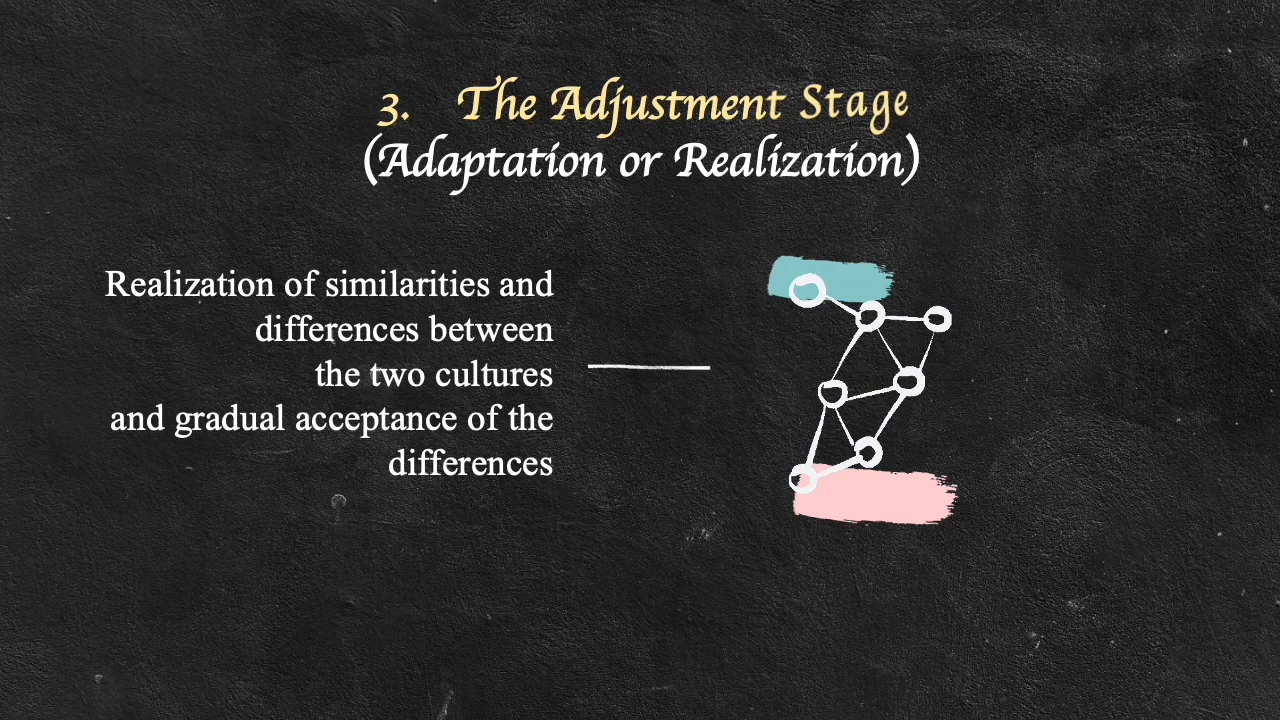 3. The Adjustment Stage
(Adaptation or Realization)
Realization of similarities and
differences between
the two cultures
and gradual acceptance of the
differences